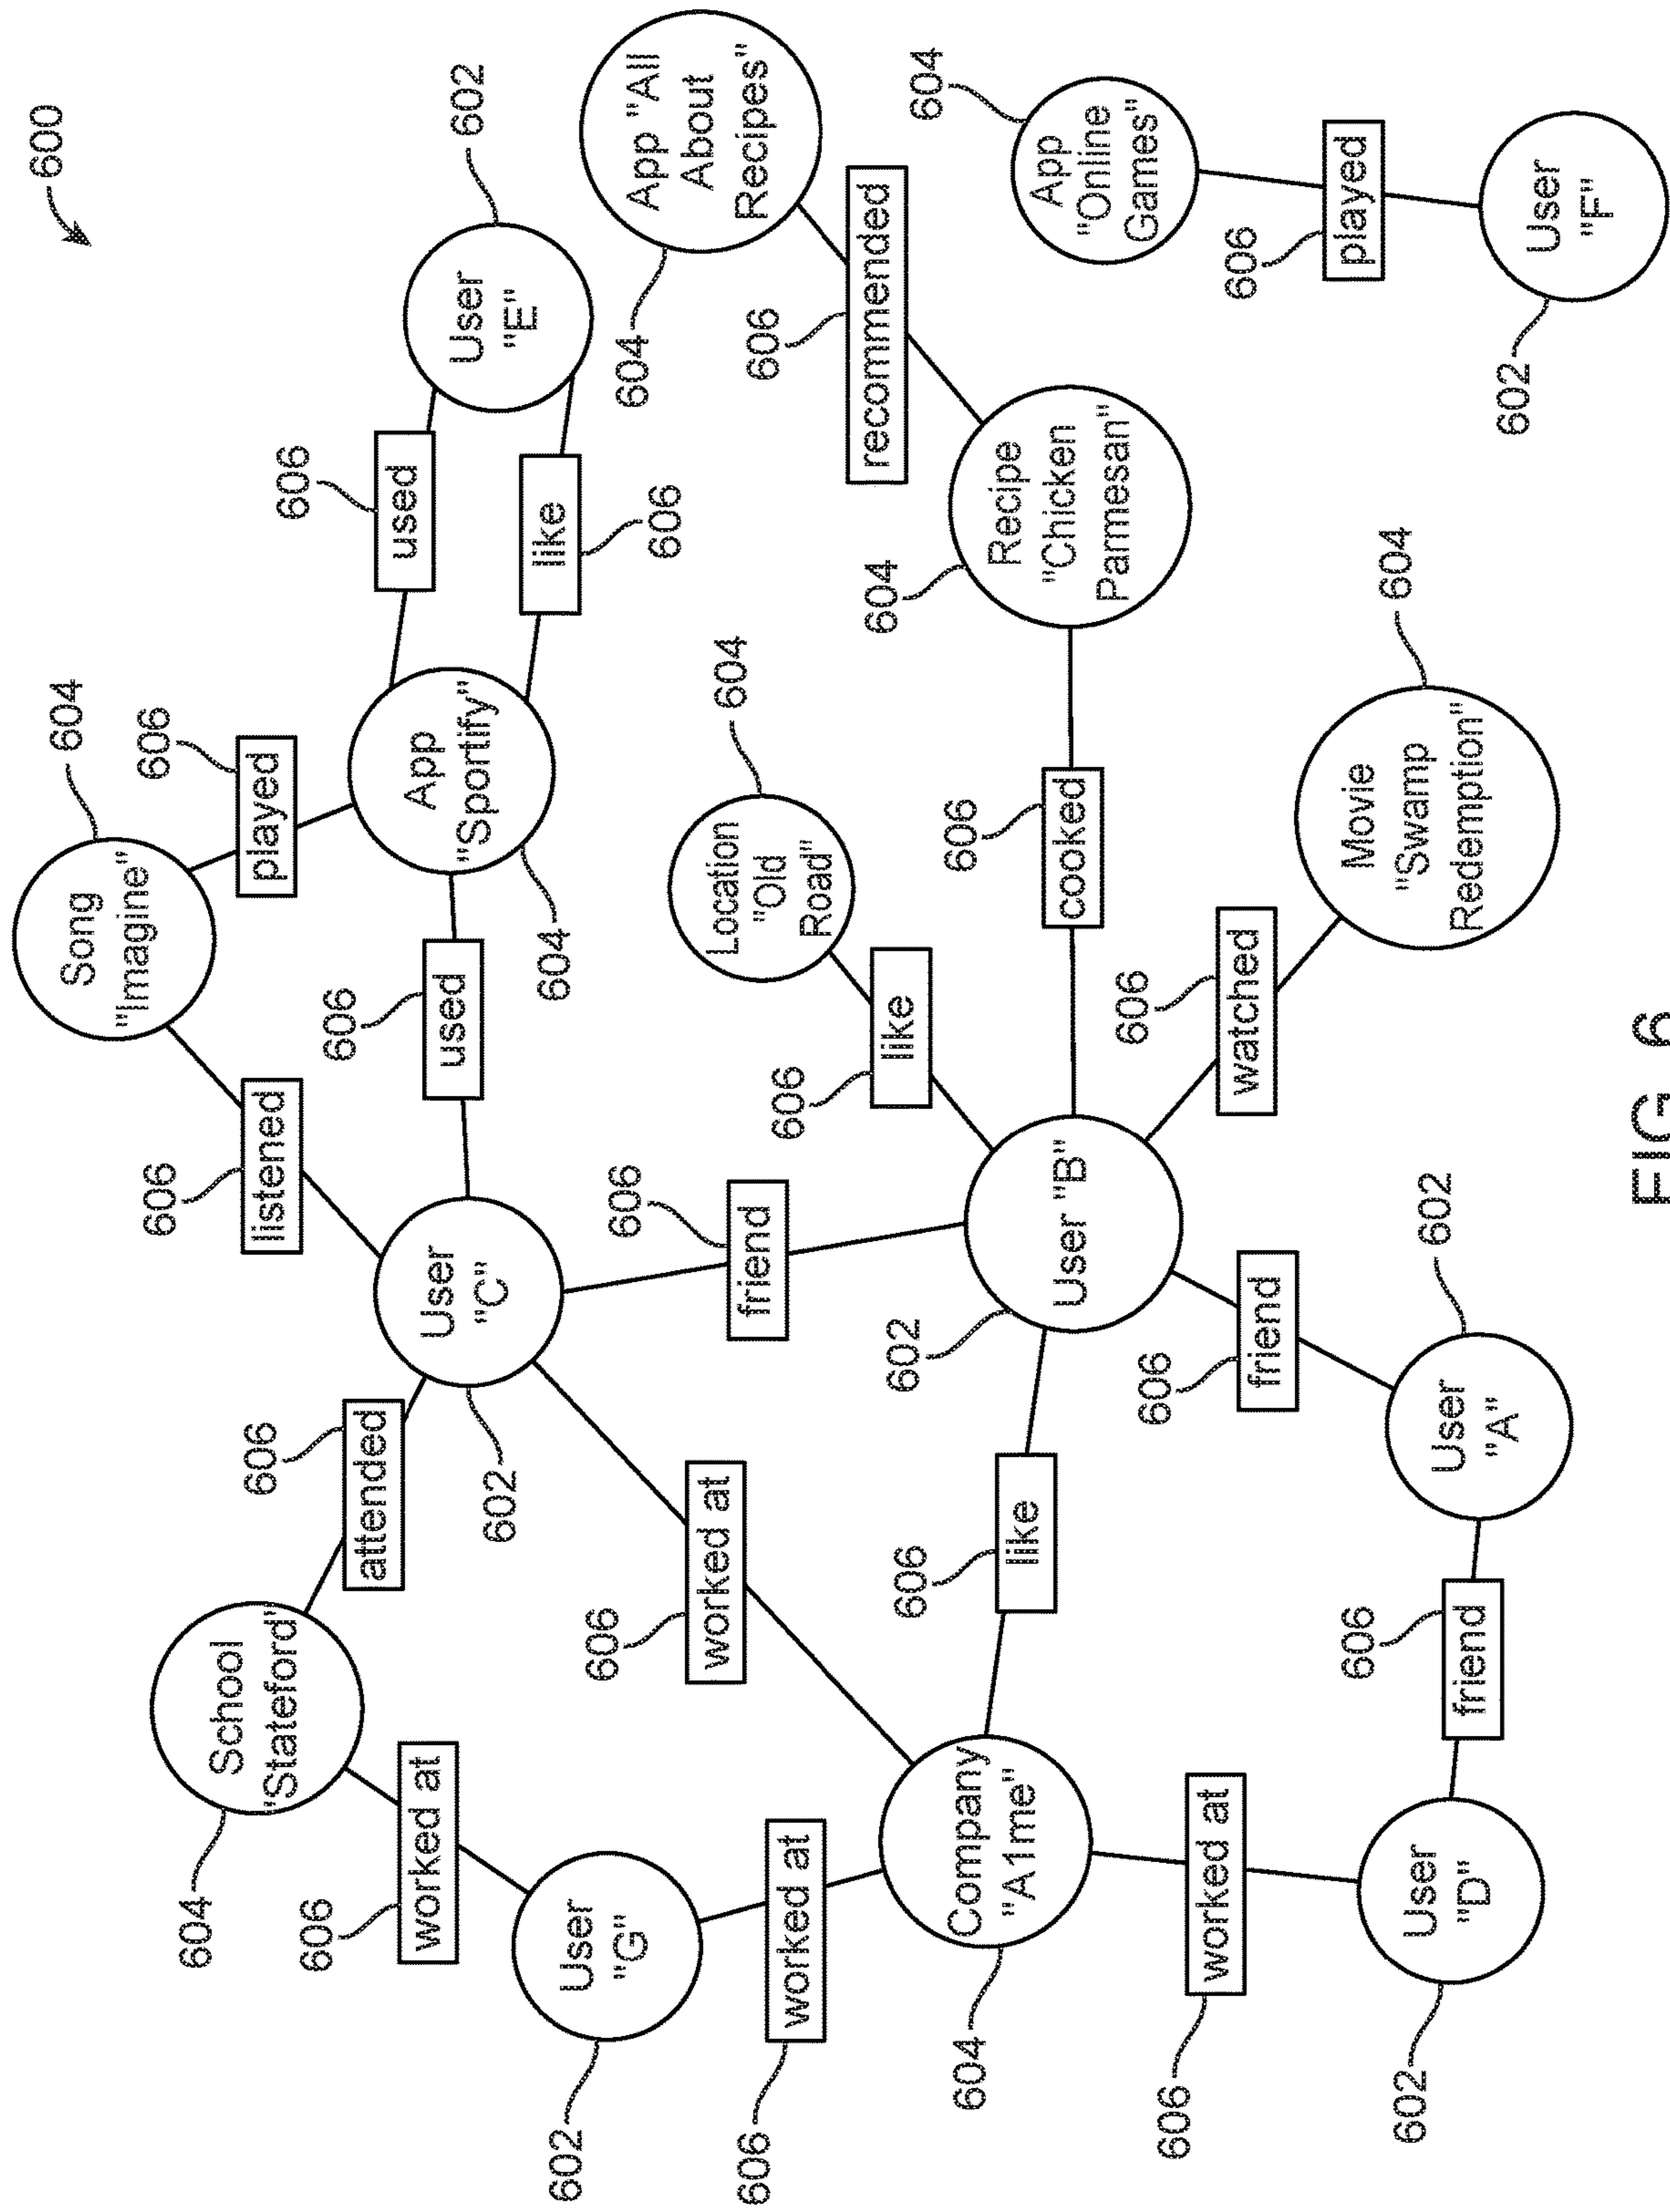 600
604
Song
"Imagine"
606
played
606
listened
606
604
School
"Stateford"
606
attended
606
worked at
604
606
used
606
used
602
User
"E"
App
"Sportify"
606
like
604
User
"C"
602
User
"G"
602
606
worked at
606
friend
604
Location
"Old
Road"
604
App "All
About
Recipes"
606
worked at
606
606
like
606
recommended
604
602
606
like
Company
"A1me"
604
User "B"
606
cooked
604
Recipe
"Chicken
Parmesan"
604
App
"Online
Games"
606
worked at
606
friend
606
watched
606
played
606
friend
602
User
"D"
602
User
"A"
604
Movie
"Swamp
Redemption"
602
User
"F"
FIG. 6